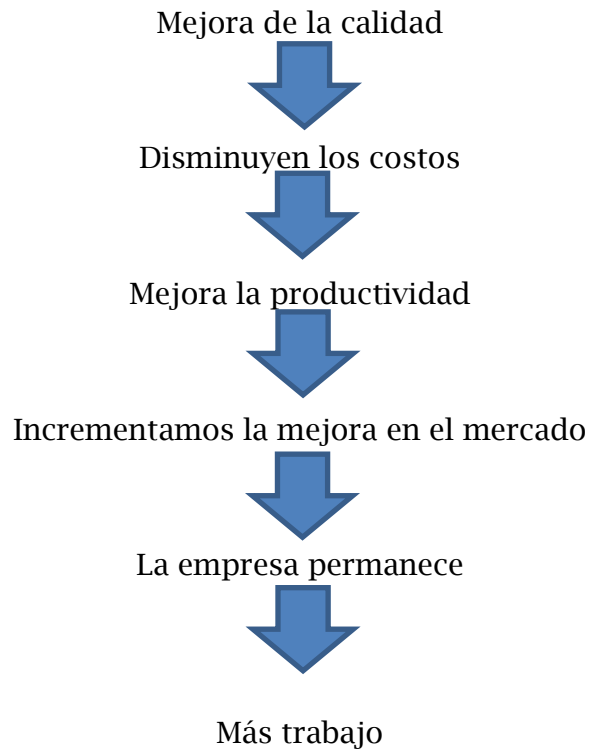 Mejora de la calidad
Disminuyen los costos
Mejora la productividad
Incrementamos la mejora en el mercado
La empresa permanece
Más trabajo